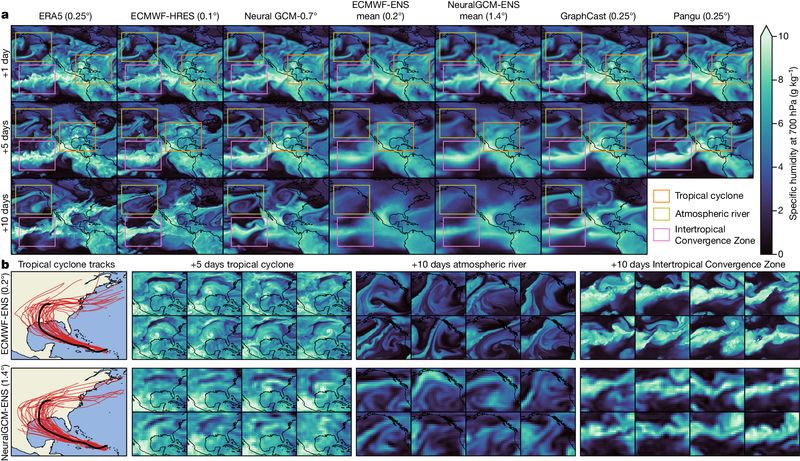 a
ERA5 (0.25°)
ECMWF-HRES (0.1°)
Neural GCM-0.7°
ECMWF-ENS
mean (0.2°)
NeuralGCM-ENS
mean (1.4°)
GraphCast (0.25°)
Pangu (0.25°)
+1 day
+5 days
+10 days
10
8
6
4
2
0
Specific humidity at 700 hPa (g kg⁻¹)
Tropical cyclone
Atmospheric river
Intertropical
Convergence Zone
b
Tropical cyclone tracks
+5 days tropical cyclone
+10 days atmospheric river
+10 days Intertropical Convergence Zone
ECMWF-ENS (0.2°)
NeuralGCM-ENS (1.4°)